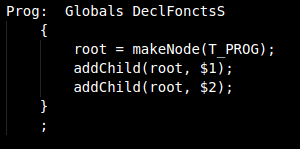 Prog:  Globals DeclFonctsS
    {
        root = makeNode(T_PROG);
        addChild(root, $1);
        addChild(root, $2);
    }
    ;